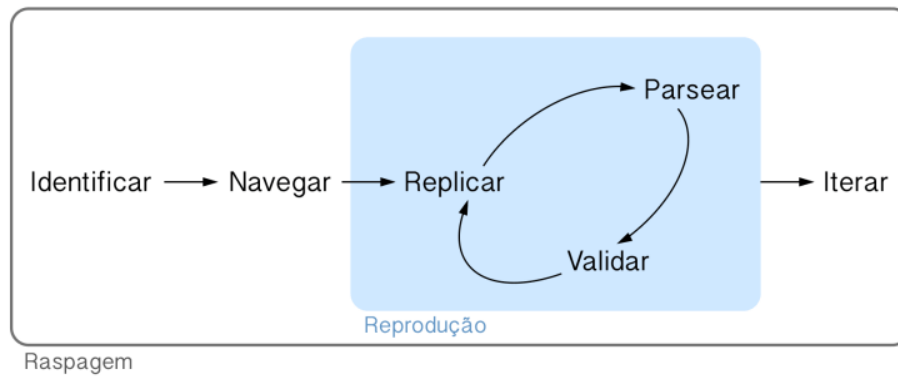 Parsear
Identificar
Navegar
Replicar
Iterar
Validar
Reprodução
Raspagem